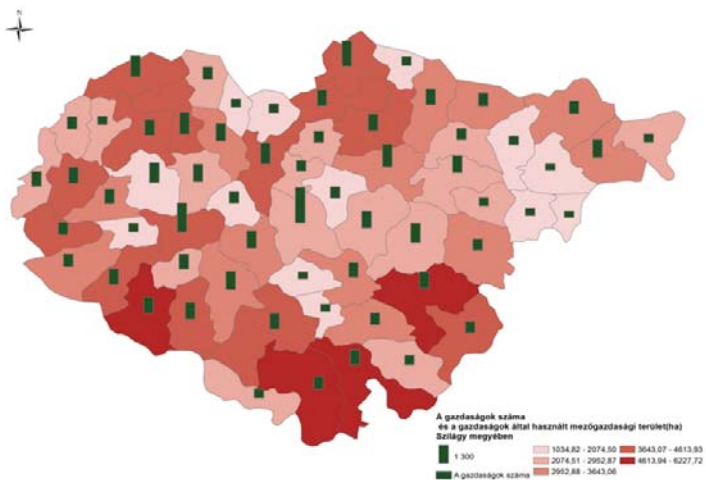 N
A gazdaságok száma
és a gazdaságok által használt mezőgazdasági terület(ha)
Szilágy megyében
1 300
A gazdaságok száma
1034,82 - 2074,50
2074,51 - 2952,87
2952,88 - 3643,06
3643,07 - 4613,93
4613,94 - 6227,72